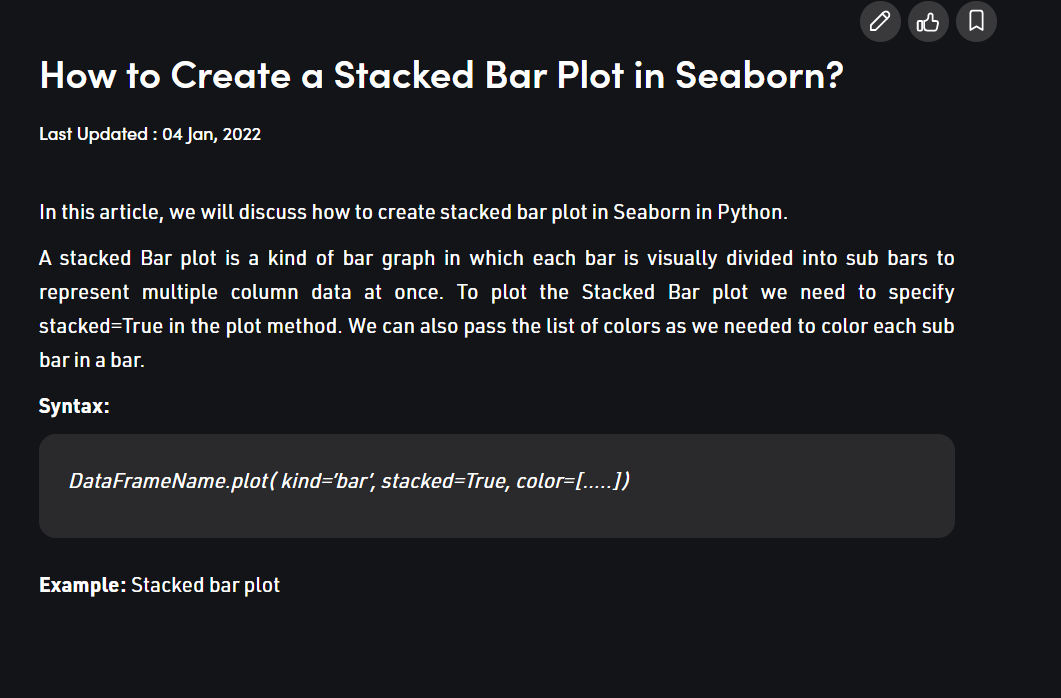 How to Create a Stacked Bar Plot in Seaborn?
Last Updated : 04 Jan, 2022
In this article, we will discuss how to create stacked bar plot in Seaborn in Python.
A stacked Bar plot is a kind of bar graph in which each bar is visually divided into sub bars to
represent multiple column data at once. To plot the Stacked Bar plot we need to specify
stacked=True in the plot method. We can also pass the list of colors as we needed to color each sub
bar in a bar.
Syntax:
DataFrameName.plot( kind=’bar’, stacked=True, color=[…..])
Example: Stacked bar plot